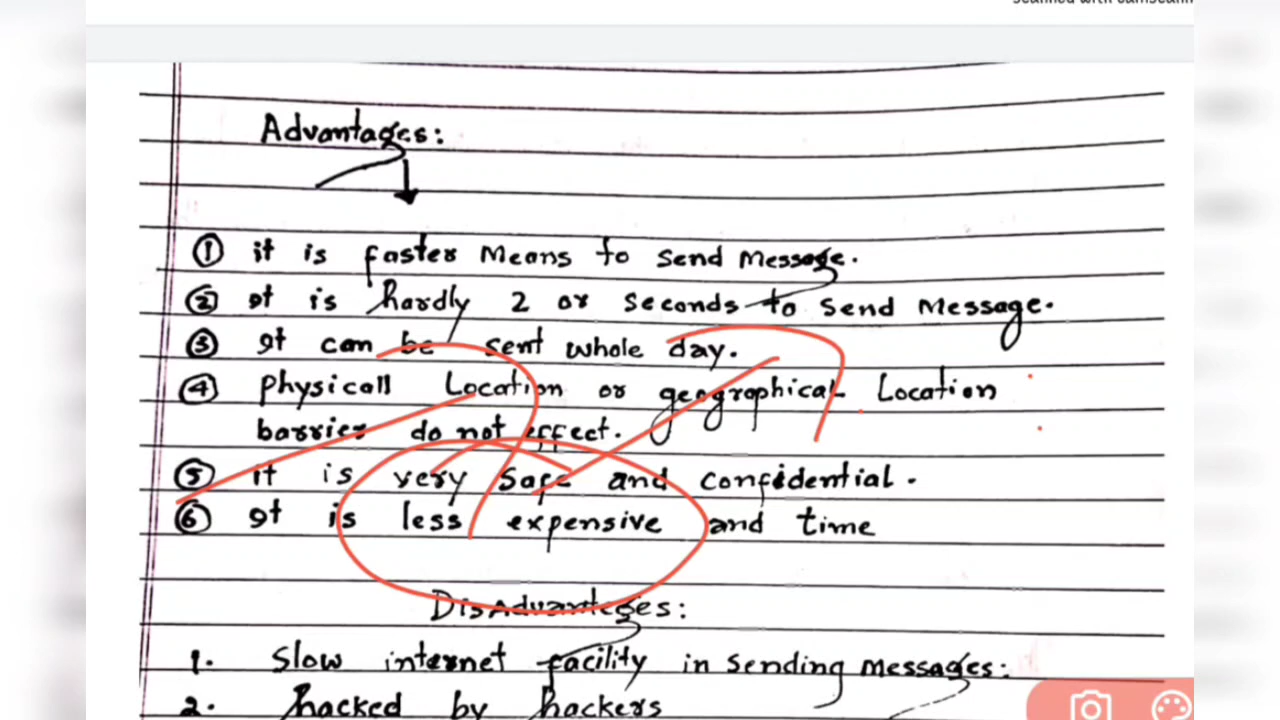 Advantages:
① it is faster Means to Send Message.
② It is hardly 2 or Seconds to Send Message.
③ It can be sent whole day.
④ physicall Location or geographical Location
barrier do not effect.
⑤ it is very Safe and confidential.
⑥ It is less expensive and time
Disadvanteges:
1. Slow internet facility in Sending Messages:
2. hacked by hackers